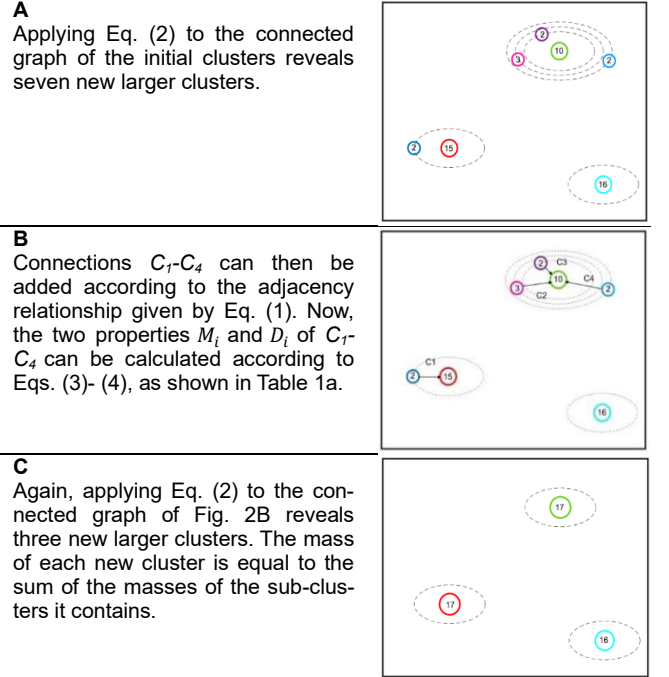 A
Applying Eq. (2) to the connected
graph of the initial clusters reveals
seven new larger clusters.
2
10
3
2
2
15
16
B
Connections C₁-C₄ can then be
added according to the adjacency
relationship given by Eq. (1). Now,
the two properties Mᵢ and Dᵢ of C₁-
C₄ can be calculated according to
Eqs. (3)- (4), as shown in Table 1a.
2
C3
10
C4
3
C2
2
C1
2
15
16
C
Again, applying Eq. (2) to the con-
nected graph of Fig. 2B reveals
three new larger clusters. The mass
of each new cluster is equal to the
sum of the masses of the sub-clus-
ters it contains.
17
17
16